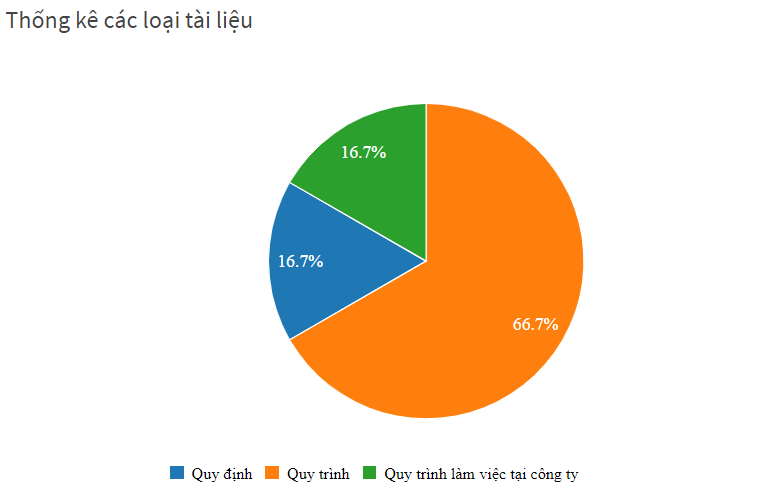 Thống kê các loại tài liệu
16.7%
16.7%
66.7%
Quy định Quy trình Quy trình làm việc tại công ty